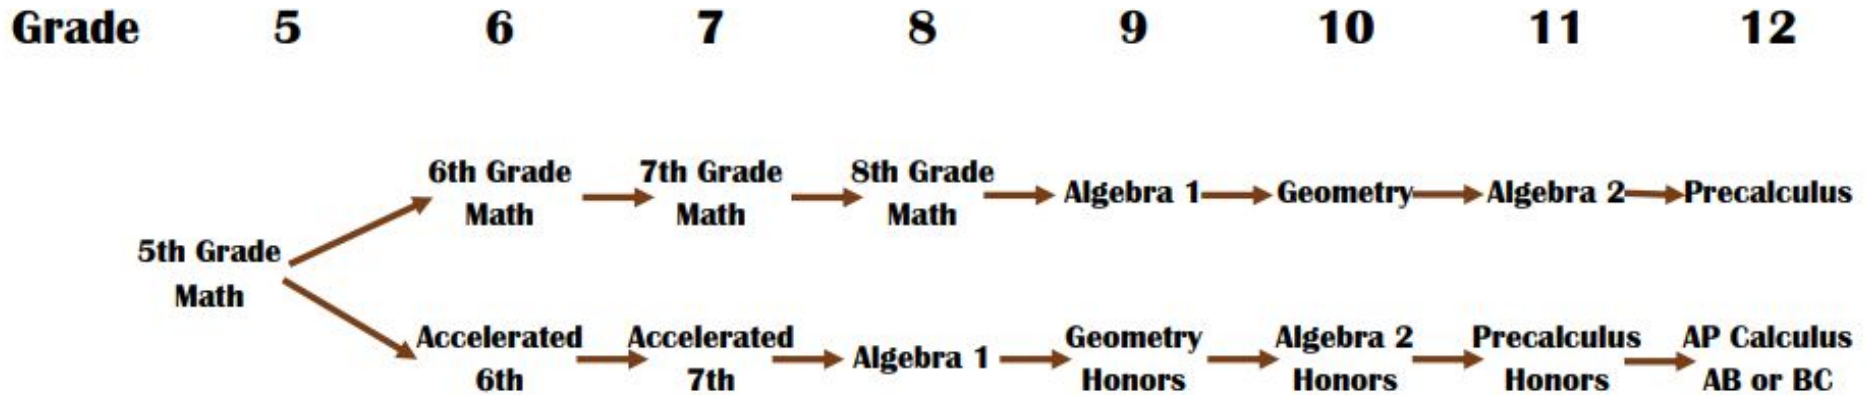 Grade 5 6 7 8 9 10 11 12
6th Grade Math
7th Grade Math
8th Grade Math
Algebra 1
Geometry
Algebra 2
Precalculus
5th Grade
Math
Accelerated
6th
Accelerated
7th
Algebra 1
Geometry
Honors
Algebra 2
Honors
Precalculus
Honors
AP Calculus
AB or BC